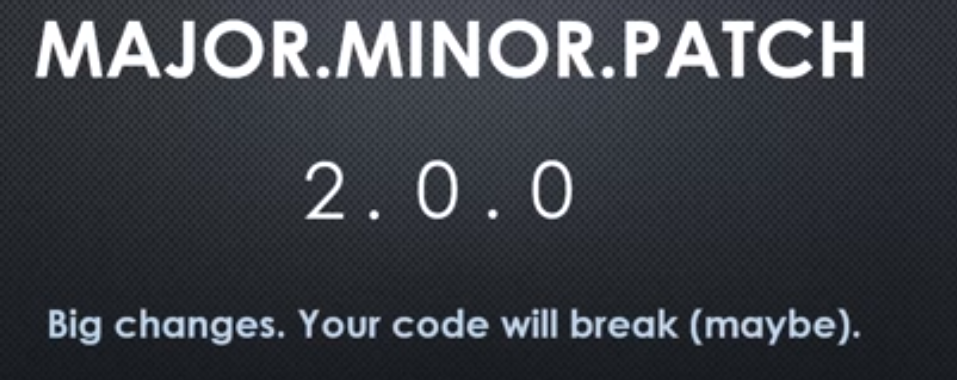 MAJOR.MINOR.PATCH
2.0.0
Big changes. Your code will break (maybe).